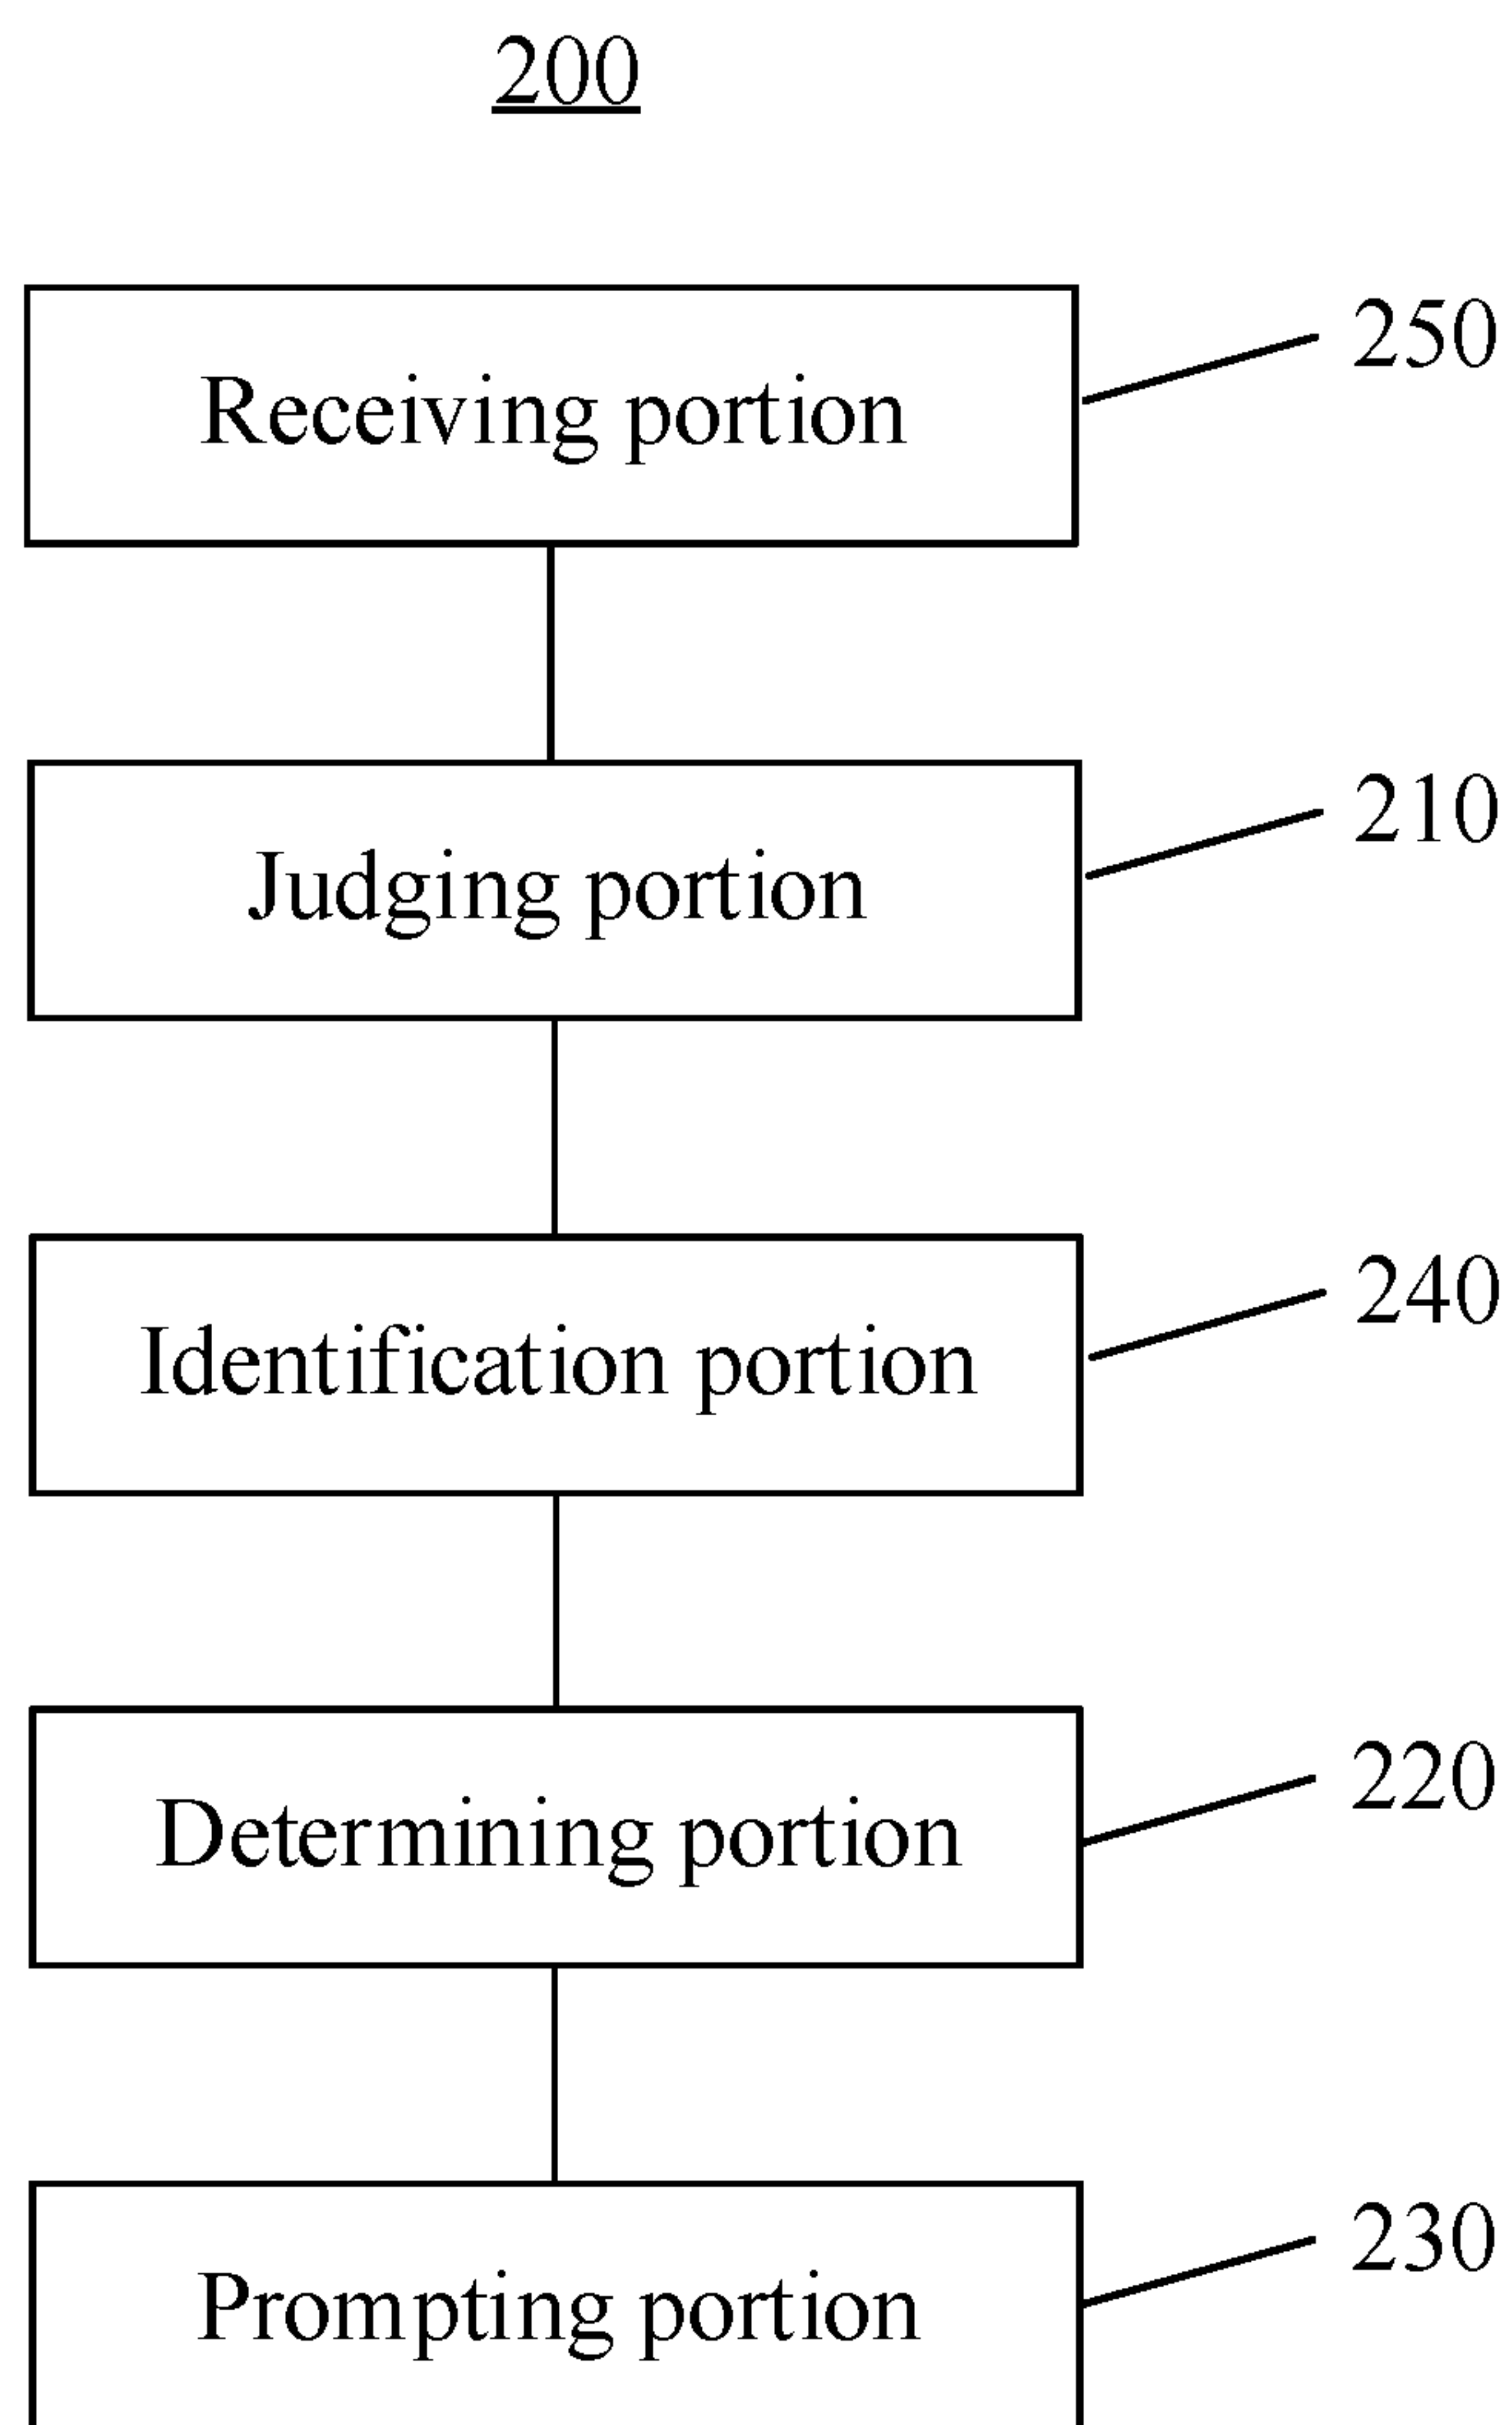 200
Receiving portion 250
Judging portion 210
Identification portion 240
Determining portion 220
Prompting portion 230